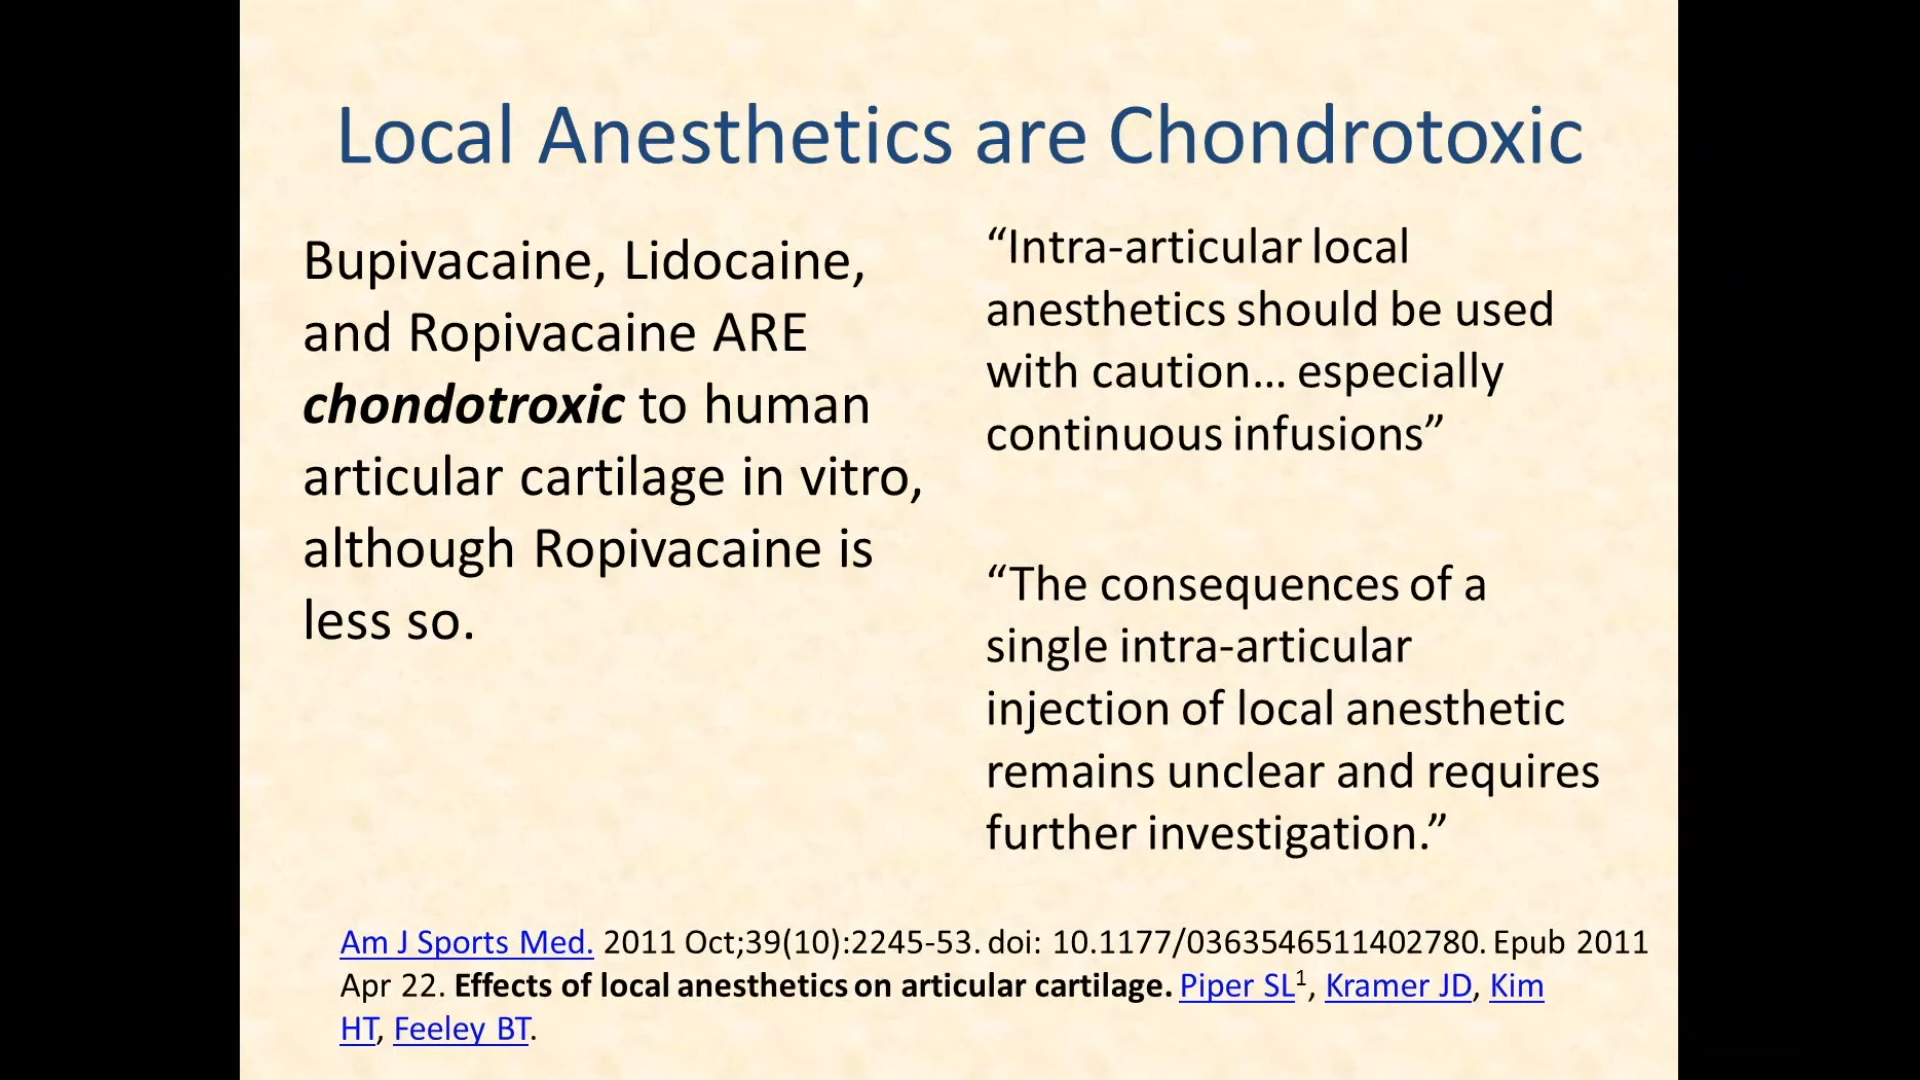 Local Anesthetics are Chondrotoxic
Bupivacaine, Lidocaine,
and Ropivacaine ARE
chondotroxic to human
articular cartilage in vitro,
although Ropivacaine is
less so.
“Intra-articular local
anesthetics should be used
with caution… especially
continuous infusions”
“The consequences of a
single intra-articular
injection of local anesthetic
remains unclear and requires
further investigation.”
Am J Sports Med. 2011 Oct;39(10):2245-53. doi: 10.1177/0363546511402780. Epub 2011
Apr 22. Effects of local anesthetics on articular cartilage. Piper SL1, Kramer JD, Kim
HT, Feeley BT.